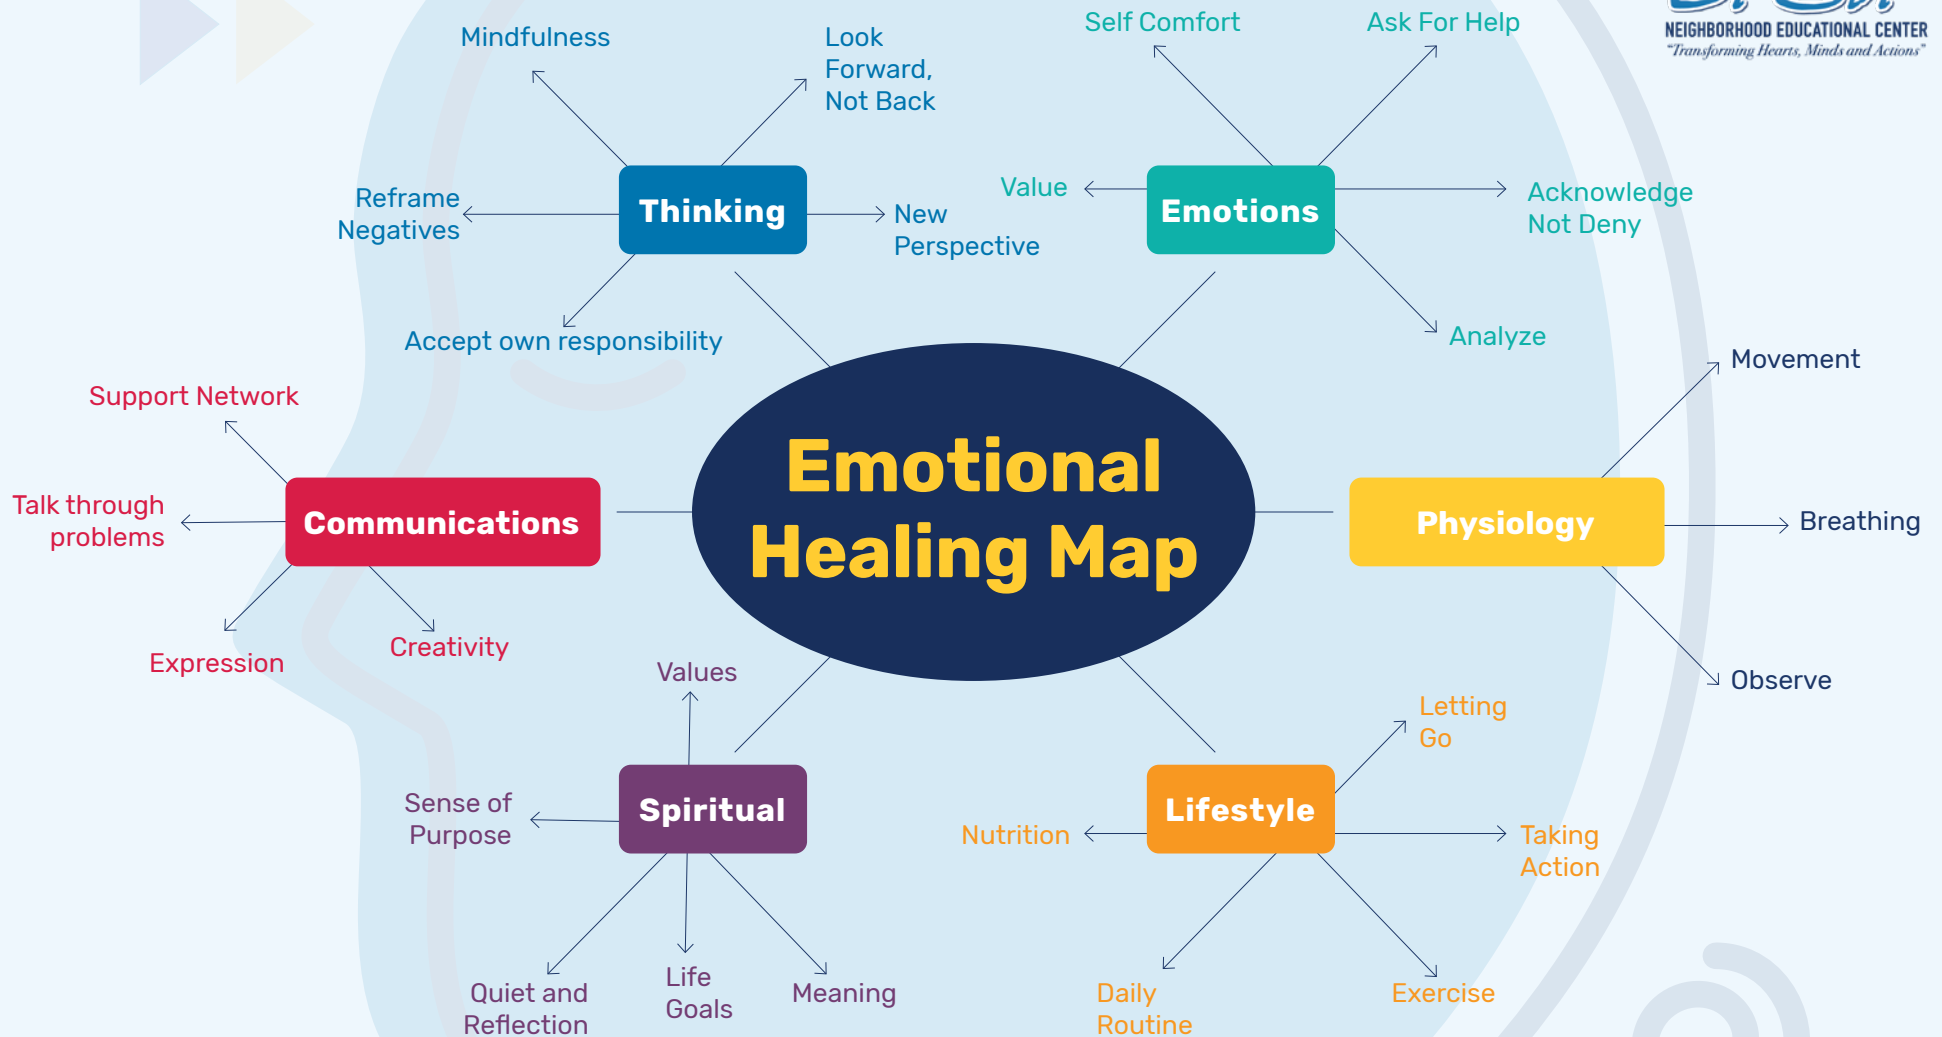 NEIGHBORHOOD EDUCATIONAL CENTER
"Transforming Hearts, Minds and Actions"
Mindfulness
Look
Forward,
Not Back
Reframe
Negatives
Thinking
New
Perspective
Accept own responsibility
Self Comfort
Ask For Help
Value
Emotions
Acknowledge
Not Deny
Analyze
Support Network
Talk through
problems
Communications
Expression
Creativity
Emotional
Healing Map
Movement
Physiology
Breathing
Observe
Values
Sense of
Purpose
Spiritual
Quiet and
Reflection
Life
Goals
Meaning
Letting
Go
Nutrition
Lifestyle
Taking
Action
Daily
Routine
Exercise